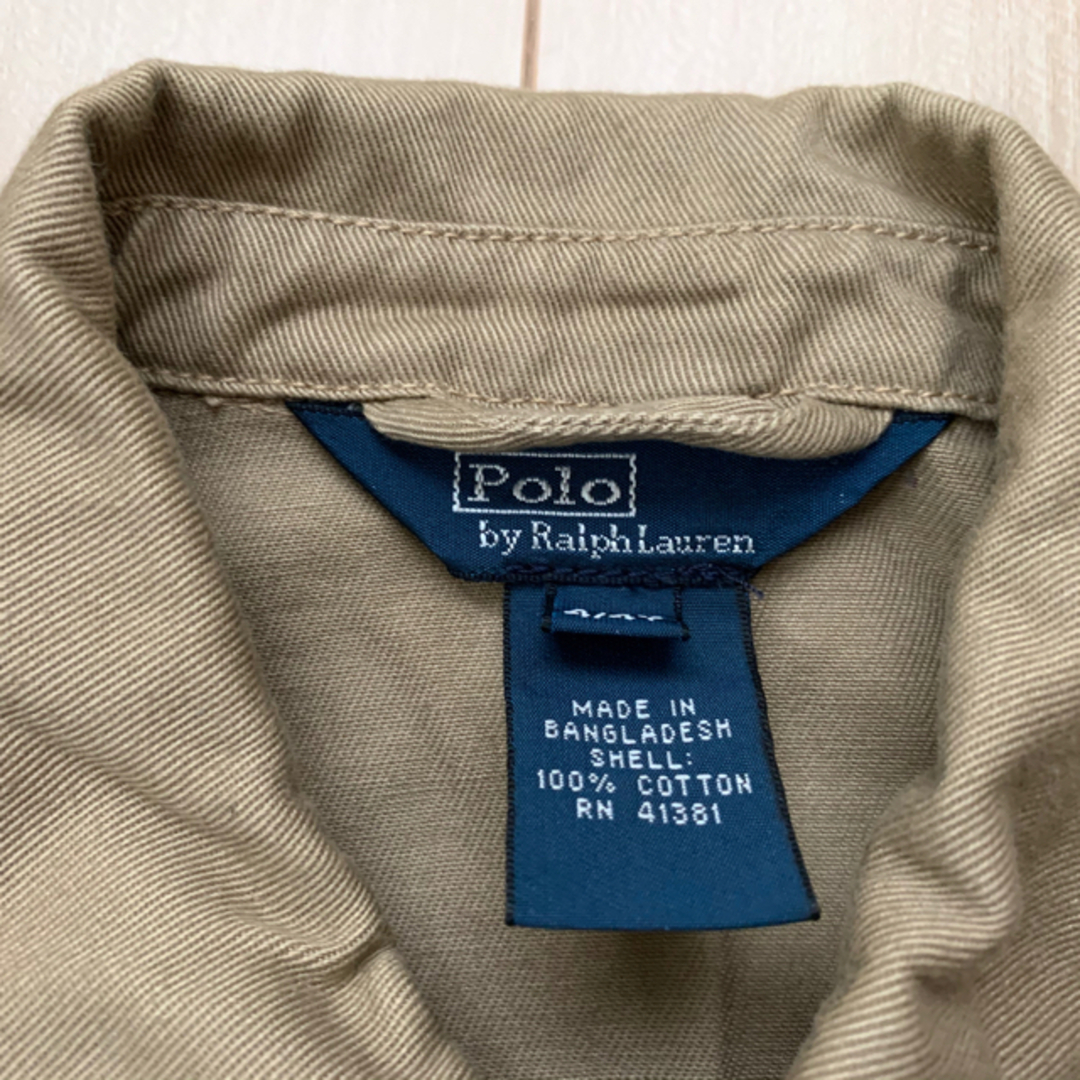 Polo
by Ralph Lauren
MADE IN
BANGLADESH
SHELL:
100% COTTON
RN 41381